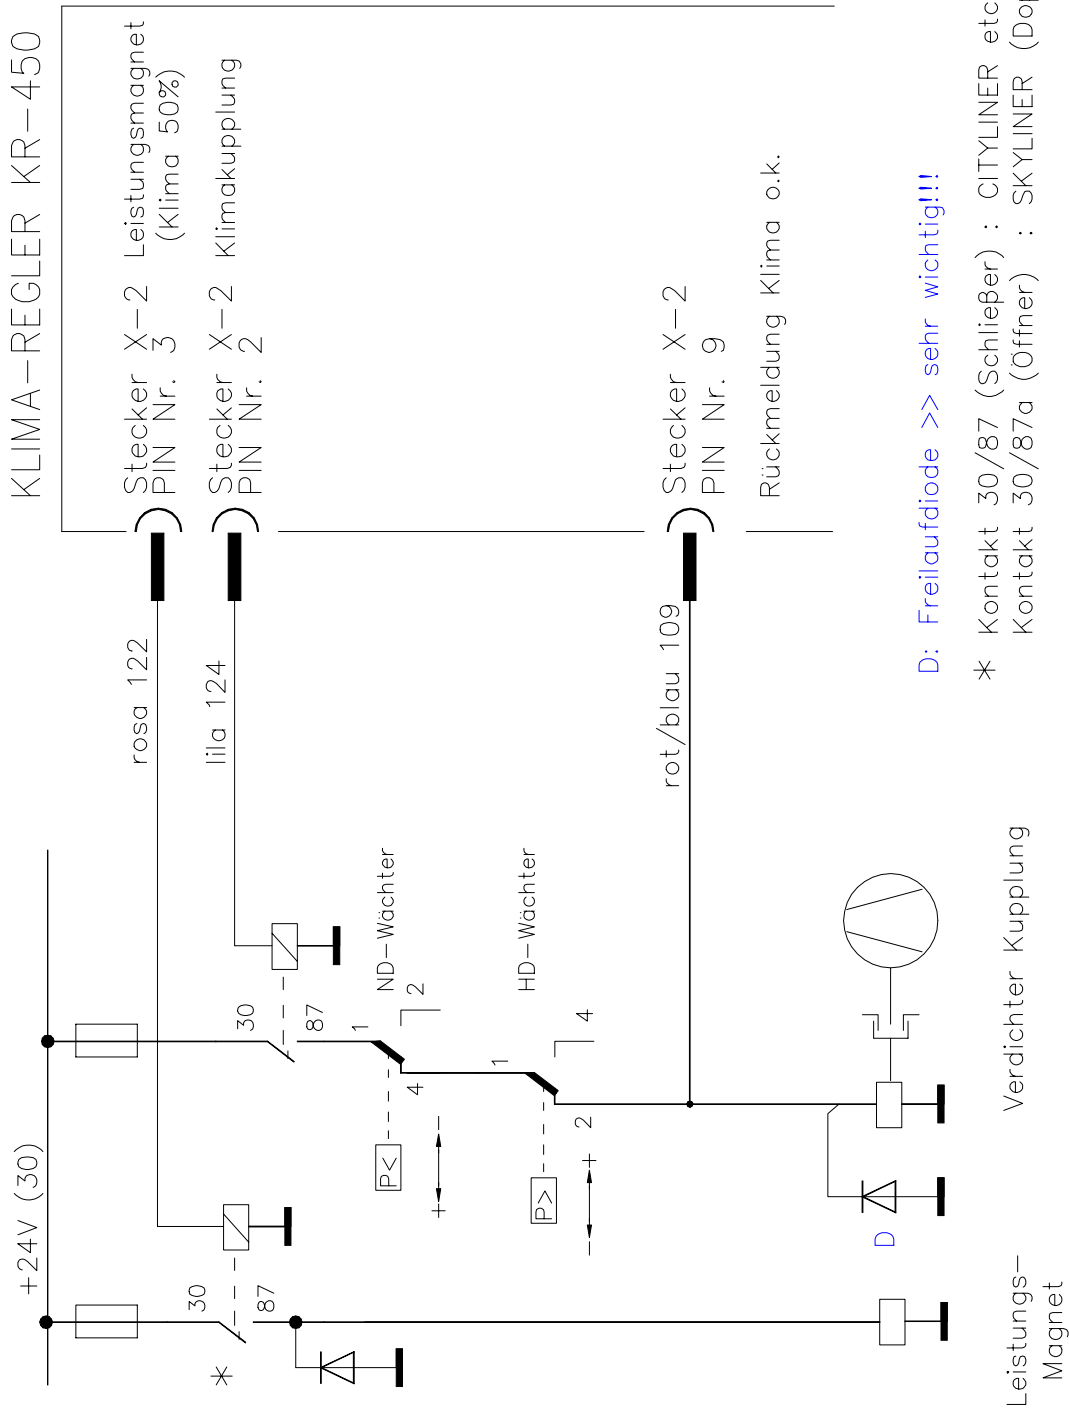 KLIMA-REGLER KR-450
Stecker X-2 Leistungsmagnet
PIN Nr. 3 (Klima 50%)
Stecker X-2 Klimakupplung
PIN Nr. 2
Stecker X-2
PIN Nr. 9
Rückmeldung Klima o.k.
rosa 122
lila 124
rot/blau 109
+24V (30)
30
87
*
30
87
ND-Wächter
1
2
4
P<
+ -
HD-Wächter
1
4
2
P>
- +
D
Leistungs-
Magnet
Verdichter Kupplung
D: Freilaufdiode >> sehr wichtig!!!
* Kontakt 30/87 (Schließer) : CITYLINER etc
Kontakt 30/87a (Öffner) : SKYLINER